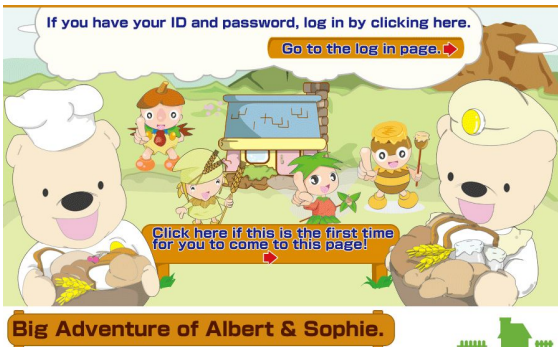 If you have your ID and password, log in by clicking here.
Go to the log in page.
Click here if this is the first time
for you to come to this page!
Big Adventure of Albert & Sophie.